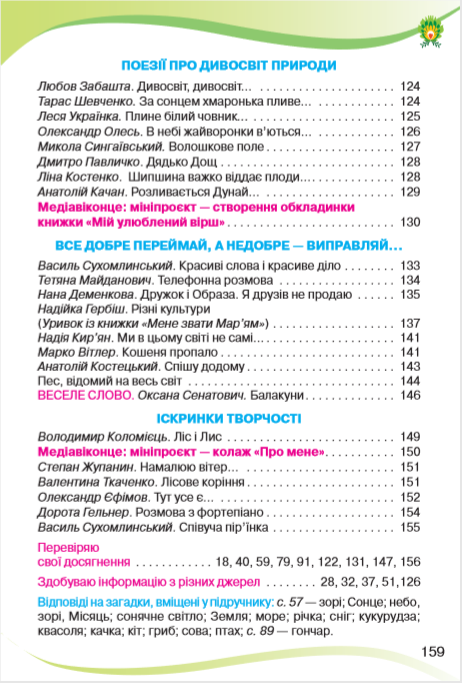 ПОЕЗІЇ ПРО ДИВОСВІТ ПРИРОДИ
Любов Забашта. Дивосвіт, дивосвіт... . . . . . . . . . . . . . . . . . . . . . 124
Тарас Шевченко. За сонцем хмаронька пливе... . . . . . . . . . . . . 124
Леся Українка. Плине білий човник... . . . . . . . . . . . . . . . . . . . . . 125
Олександр Олесь. В небі жайворонки в’ються... . . . . . . . . . . . . 126
Микола Сингаївський. Волошкове поле . . . . . . . . . . . . . . . . . . . 127
Дмитро Павличко. Дядько Дощ . . . . . . . . . . . . . . . . . . . . . . . . . 128
Ліна Костенко. Шипшина важко віддає плоди... . . . . . . . . . . . . 128
Анатолій Качан. Розливається Дунай... . . . . . . . . . . . . . . . . . . . 129
Медіавіконце: мініпроєкт — створення обкладинки
книжки «Мій улюблений вірш» . . . . . . . . . . . . . . . . . . . . . . . . . 130
ВСЕ ДОБРЕ ПЕРЕЙМАЙ, А НЕДОБРЕ — ВИПРАВЛЯЙ...
Василь Сухомлинський. Красиві слова і красиве діло . . . . . . . . 133
Тетяна Майданович. Телефонна розмова . . . . . . . . . . . . . . . . . 134
Нана Деменкова. Дружок і Образа. Я друзів не продаю . . . . . . 135
Надійка Гербіш. Різні культури
(Уривок із книжки «Мене звати Мар’ям») . . . . . . . . . . . . . . . . . . 137
Надія Кир’ян. Ми в цьому світі не самі... . . . . . . . . . . . . . . . . . . . 141
Марко Вітлер. Кошеня пропало . . . . . . . . . . . . . . . . . . . . . . . . . 141
Анатолій Костецький. Спішу додому . . . . . . . . . . . . . . . . . . . . . . 143
Пес, відомий на весь світ . . . . . . . . . . . . . . . . . . . . . . . . . . . . . 144
ВЕСЕЛЕ СЛОВО. Оксана Сенатович. Балакуни . . . . . . . . . . . . . 146
ІСКРИНКИ ТВОРЧОСТІ
Володимир Коломієць. Ліс і Лис . . . . . . . . . . . . . . . . . . . . . . . . 149
Медіавіконце: мініпроєкт — колаж «Про мене» . . . . . . . . . . . . 150
Степан Жупанин. Намалюю вітер... . . . . . . . . . . . . . . . . . . . . . . 151
Валентина Ткаченко. Лісове коріння . . . . . . . . . . . . . . . . . . . . . . 151
Олександр Єфімов. Тут усе є... . . . . . . . . . . . . . . . . . . . . . . . . . 152
Дорота Гельнер. Розмова з фортепіано . . . . . . . . . . . . . . . . . . . 154
Василь Сухомлинський. Співуча пір’їнка . . . . . . . . . . . . . . . . . . . 155
Перевіряю
свої досягнення . . . . . . . . . . . . 18, 40, 59, 79, 91, 122, 131, 147, 156
Здобуваю інформацію з різних джерел . . . . . . . . 28, 32, 37, 51,126
Відповіді на загадки, вміщені у підручнику: с. 57 — зорі; Сонце; небо,
зорі, Місяць; сонячне світло; Земля; море; річка; сніг; кукурудза;
квасоля; качка; кіт; гриб; сова; птах; с. 89 — гончар.
159